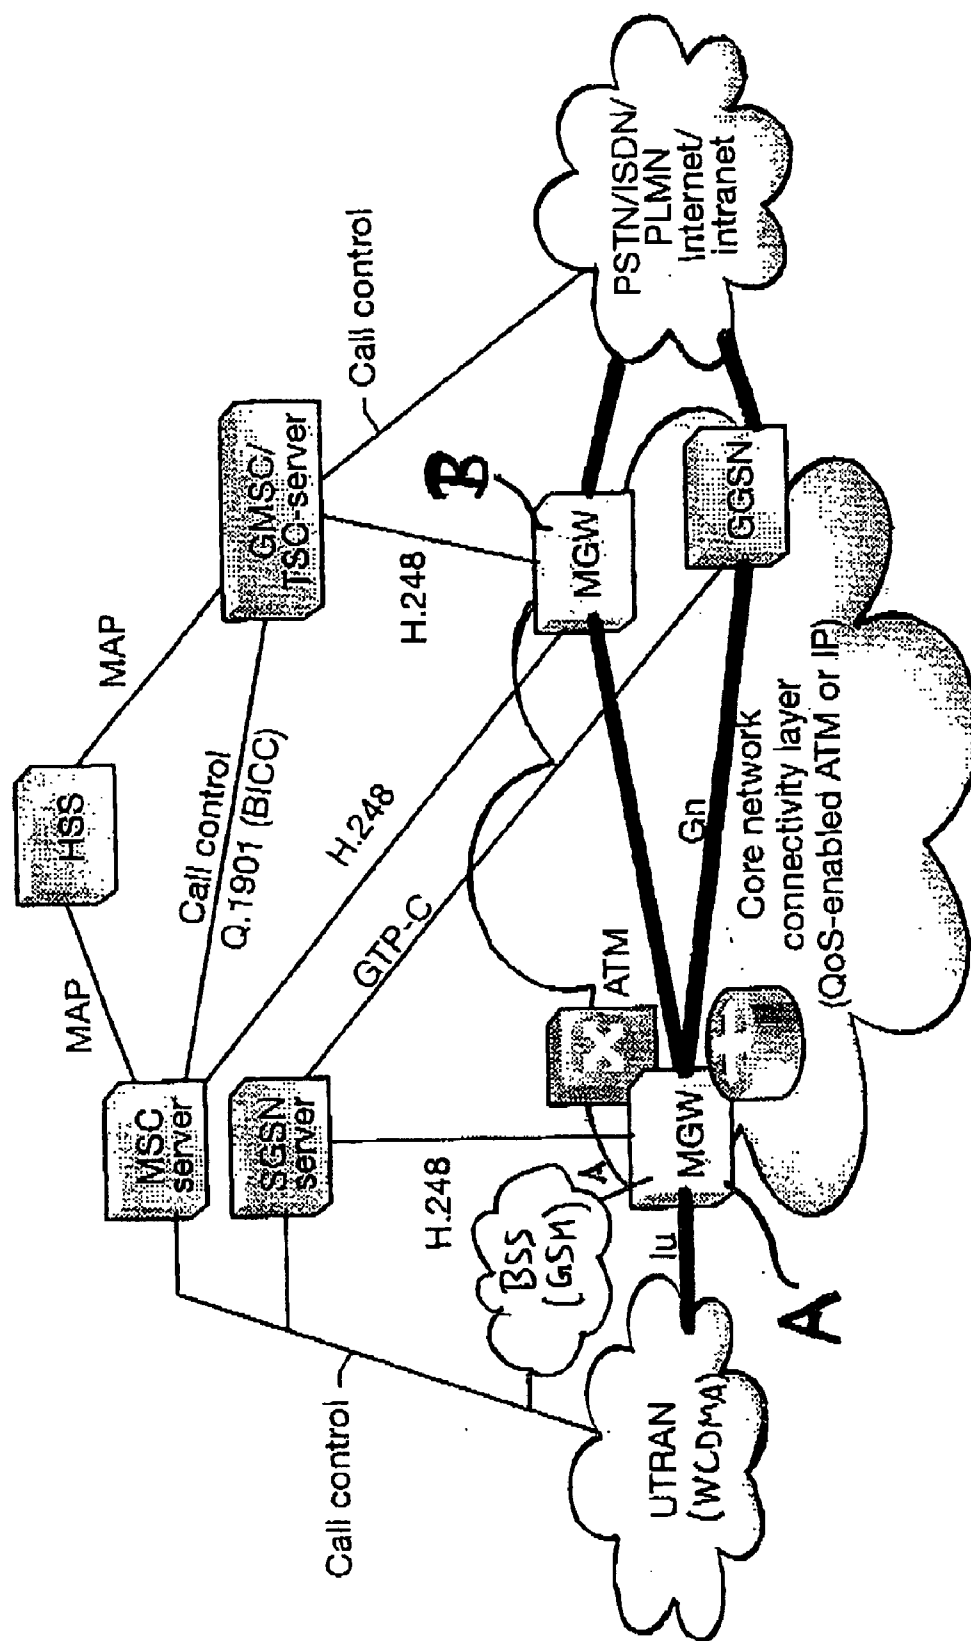 HSS
MAP
MAP
MSC
server
Call control
Q.1901 (BICC)
GMSC/
TSC-server
SGSN
server
Call control
Call control
H.248
GTP-C
H.248
H.248
B
BSS
(GSM)
A
ATM
MGW
PSTN/ISDN/
PLMN
Internet/
intranet
UTRAN
(WCDMA)
Iu
MGW
Gn
GGSN
Core network
connectivity layer
(QoS-enabled ATM or IP)
A